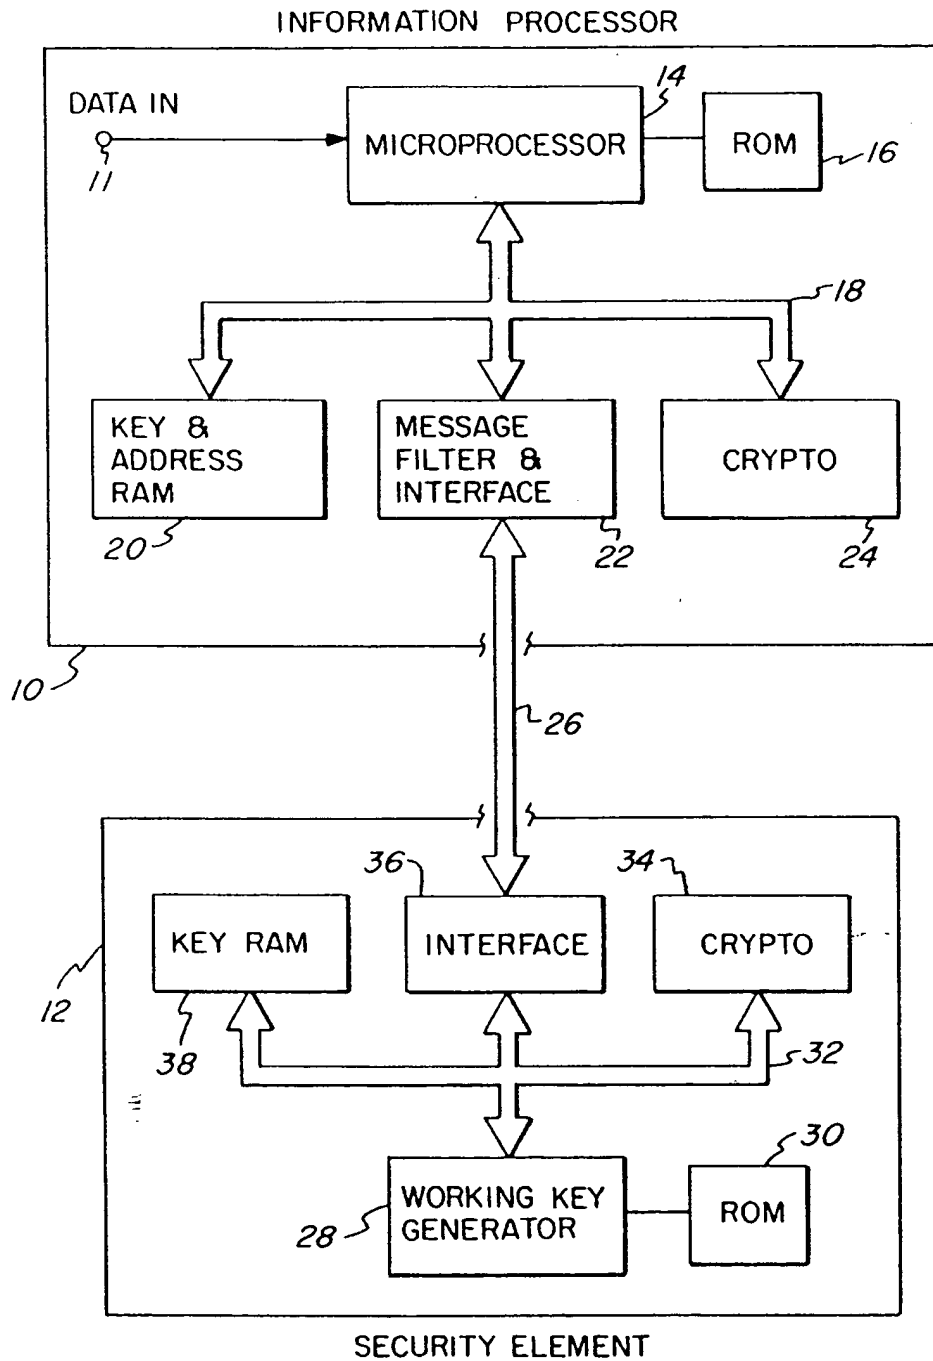 INFORMATION PROCESSOR
DATA IN
11
MICROPROCESSOR
14
ROM
16
18
KEY &
ADDRESS
RAM
20
MESSAGE
FILTER &
INTERFACE
22
CRYPTO
24
10
26
12
KEY RAM
38
36
INTERFACE
34
CRYPTO
32
WORKING KEY
GENERATOR
28
30
ROM
SECURITY ELEMENT